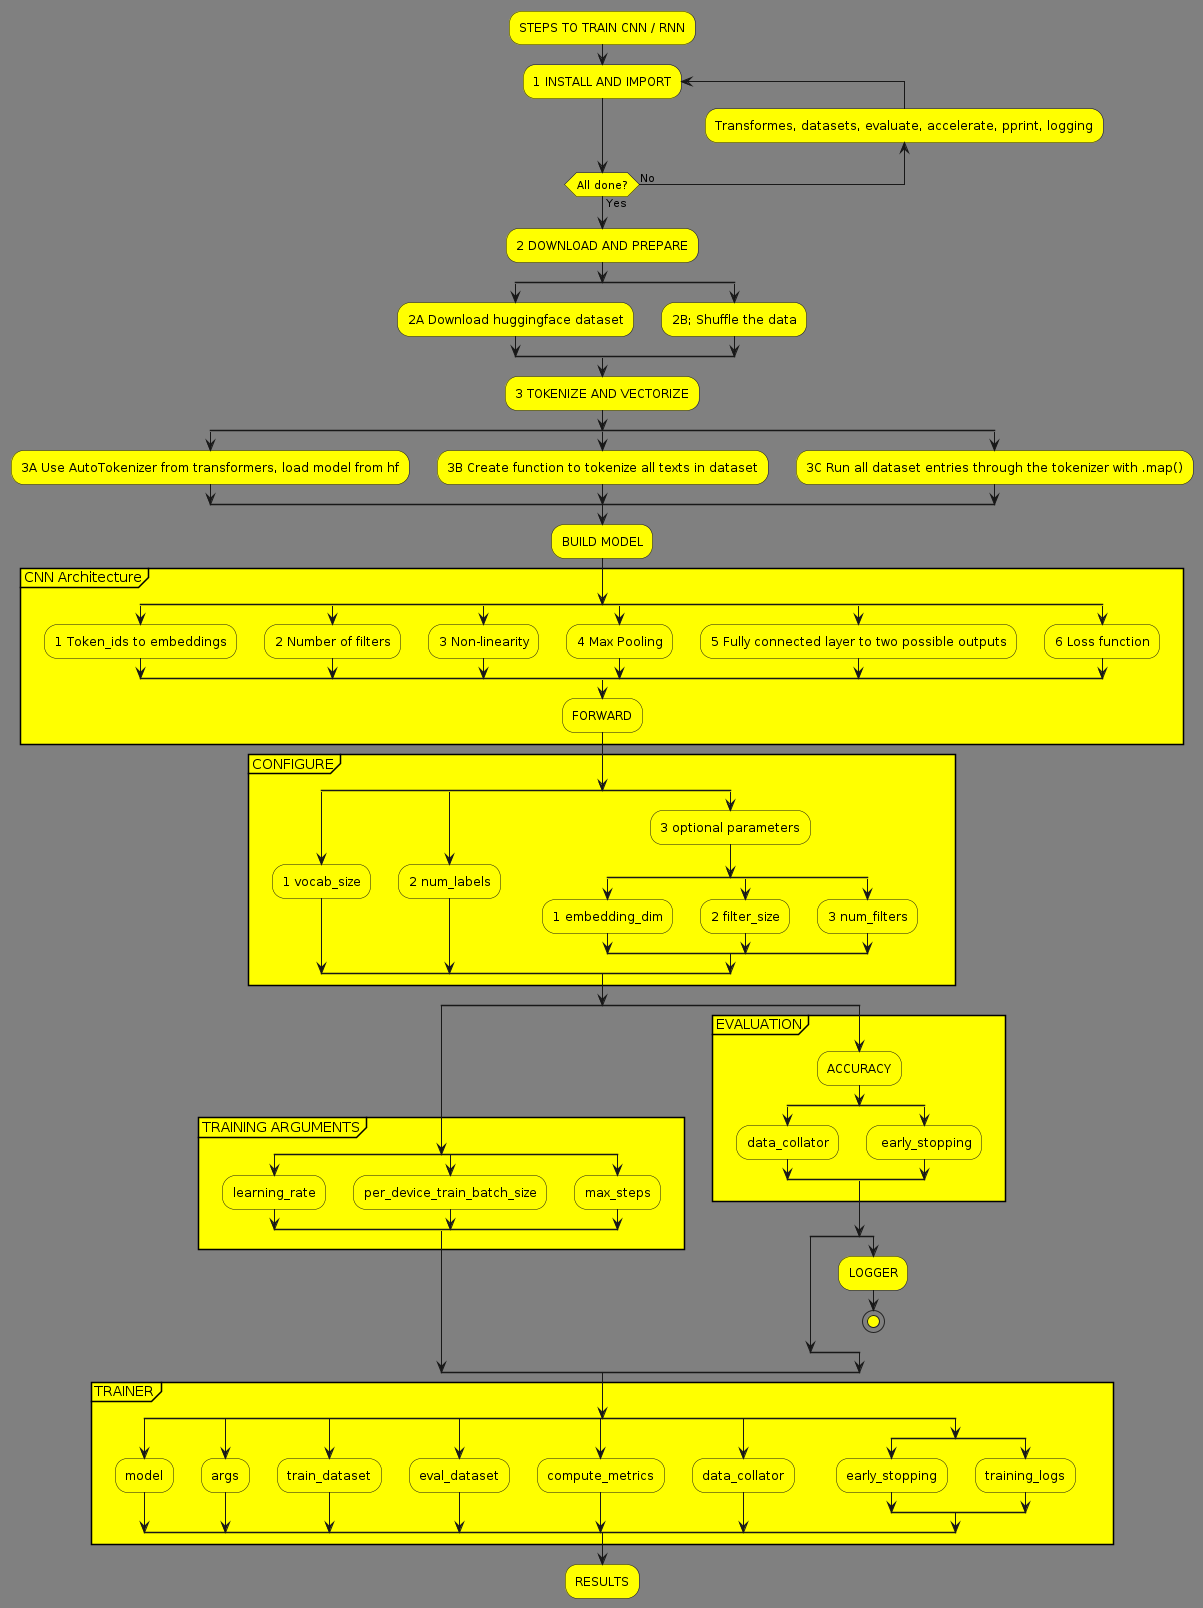 STEPS TO TRAIN CNN / RNN
1 INSTALL AND IMPORT
Transformes, datasets, evaluate, accelerate, pprint, logging
All done?
No
Yes
2 DOWNLOAD AND PREPARE
2A Download huggingface dataset
2B; Shuffle the data
3 TOKENIZE AND VECTORIZE
3A Use AutoTokenizer from transformers, load model from hf
3B Create function to tokenize all texts in dataset
3C Run all dataset entries through the tokenizer with .map()
BUILD MODEL
CNN Architecture
1 Token_ids to embeddings
2 Number of filters
3 Non-linearity
4 Max Pooling
5 Fully connected layer to two possible outputs
6 Loss function
FORWARD
CONFIGURE
3 optional parameters
1 vocab_size
2 num_labels
1 embedding_dim
2 filter_size
3 num_filters
EVALUATION
ACCURACY
data_collator
early_stopping
TRAINING ARGUMENTS
learning_rate
per_device_train_batch_size
max_steps
LOGGER
TRAINER
model
args
train_dataset
eval_dataset
compute_metrics
data_collator
early_stopping
training_logs
RESULTS